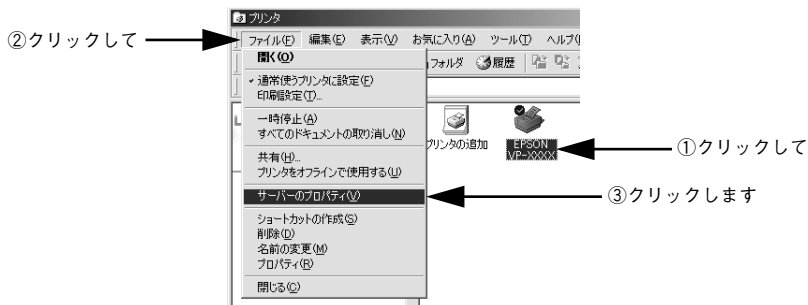 プリンタ
ファイル(F) 編集(E) 表示(V) お気に入り(A) ツール(T) ヘルプ(
②クリックして
開く(O)
フォルダ 履歴
通常使うプリンタに設定(F)
印刷設定(T)...
一時停止(A)
すべてのドキュメントの取り消し(N)
プリンタの追加
EPSON
VP-XXXX
①クリックして
共有(H)...
プリンタをオフラインで使用する(U)
サーバーのプロパティ(V)
③クリックします
ショートカットの作成(S)
削除(D)
名前の変更(M)
プロパティ(R)
閉じる(C)